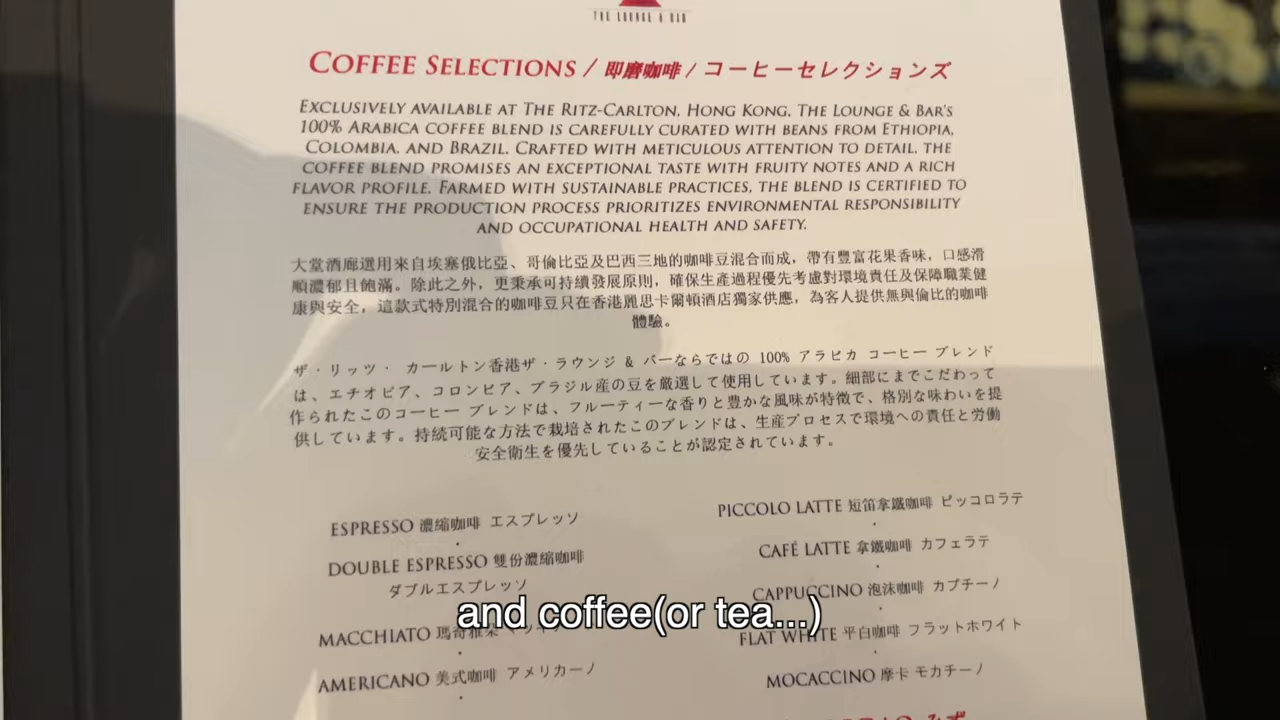 THE LOUNGE & BAR
COFFEE SELECTIONS / 即磨咖啡 / コーヒーセレクションズ
EXCLUSIVELY AVAILABLE AT THE RITZ-CARLTON, HONG KONG, THE LOUNGE & BAR'S
100% ARABICA COFFEE BLEND IS CAREFULLY CURATED WITH BEANS FROM ETHIOPIA,
COLOMBIA, AND BRAZIL. CRAFTED WITH METICULOUS ATTENTION TO DETAIL, THE
COFFEE BLEND PROMISES AN EXCEPTIONAL TASTE WITH FRUITY NOTES AND A RICH
FLAVOR PROFILE. FARMED WITH SUSTAINABLE PRACTICES, THE BLEND IS CERTIFIED TO
ENSURE THE PRODUCTION PROCESS PRIORITIZES ENVIRONMENTAL RESPONSIBILITY
AND OCCUPATIONAL HEALTH AND SAFETY.
大堂酒廊選用來自埃塞俄比亞、哥倫比亞及巴西三地的咖啡豆混合而成，帶有豐富花果香味，口感滑
順濃郁且飽滿。除此之外，更秉承可持續發展原則，確保生產過程優先考慮對環境責任及保障職業健
康與安全，這款式特別混合的咖啡豆只在香港麗思卡爾頓酒店獨家供應，為客人提供無與倫比的咖啡
體驗。
ザ・リッツ・ カールトン香港ザ・ラウンジ & バーならではの 100% アラビカ コーヒー ブレンド
は、エチオピア、コロンビア、ブラジル産の豆を厳選して使用しています。細部にまでこだわって
作られたこのコーヒー ブレンドは、フルーティーな香りと豊かな風味が特徴で、格別な味わいを提
供しています。持続可能な方法で栽培されたこのブレンドは、生産プロセスで環境への責任と労働
安全衛生を優先していることが認定されています。
ESPRESSO 濃縮咖啡 エスプレッソ
DOUBLE ESPRESSO 雙份濃縮咖啡
ダブルエスプレッソ
MACCHIATO 瑪奇雅朵
AMERICANO 美式咖啡 アメリカーノ
PICCOLO LATTE 短笛拿鐵咖啡 ピッコロラテ
CAFÉ LATTE 拿鐵咖啡 カフェラテ
CAPPUCCINO 泡沫咖啡 カプチーノ
FLAT WHITE 平白咖啡 フラットホワイト
MOCACCINO 摩卡 モカチーノ
and coffee(or tea...)